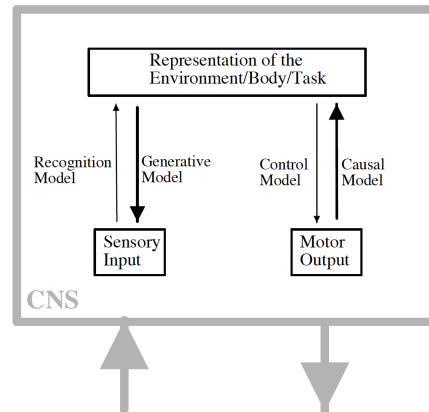 Representation of the
Environment/Body/Task
Recognition
Model
Generative
Model
Control
Model
Causal
Model
Sensory
Input
Motor
Output
CNS